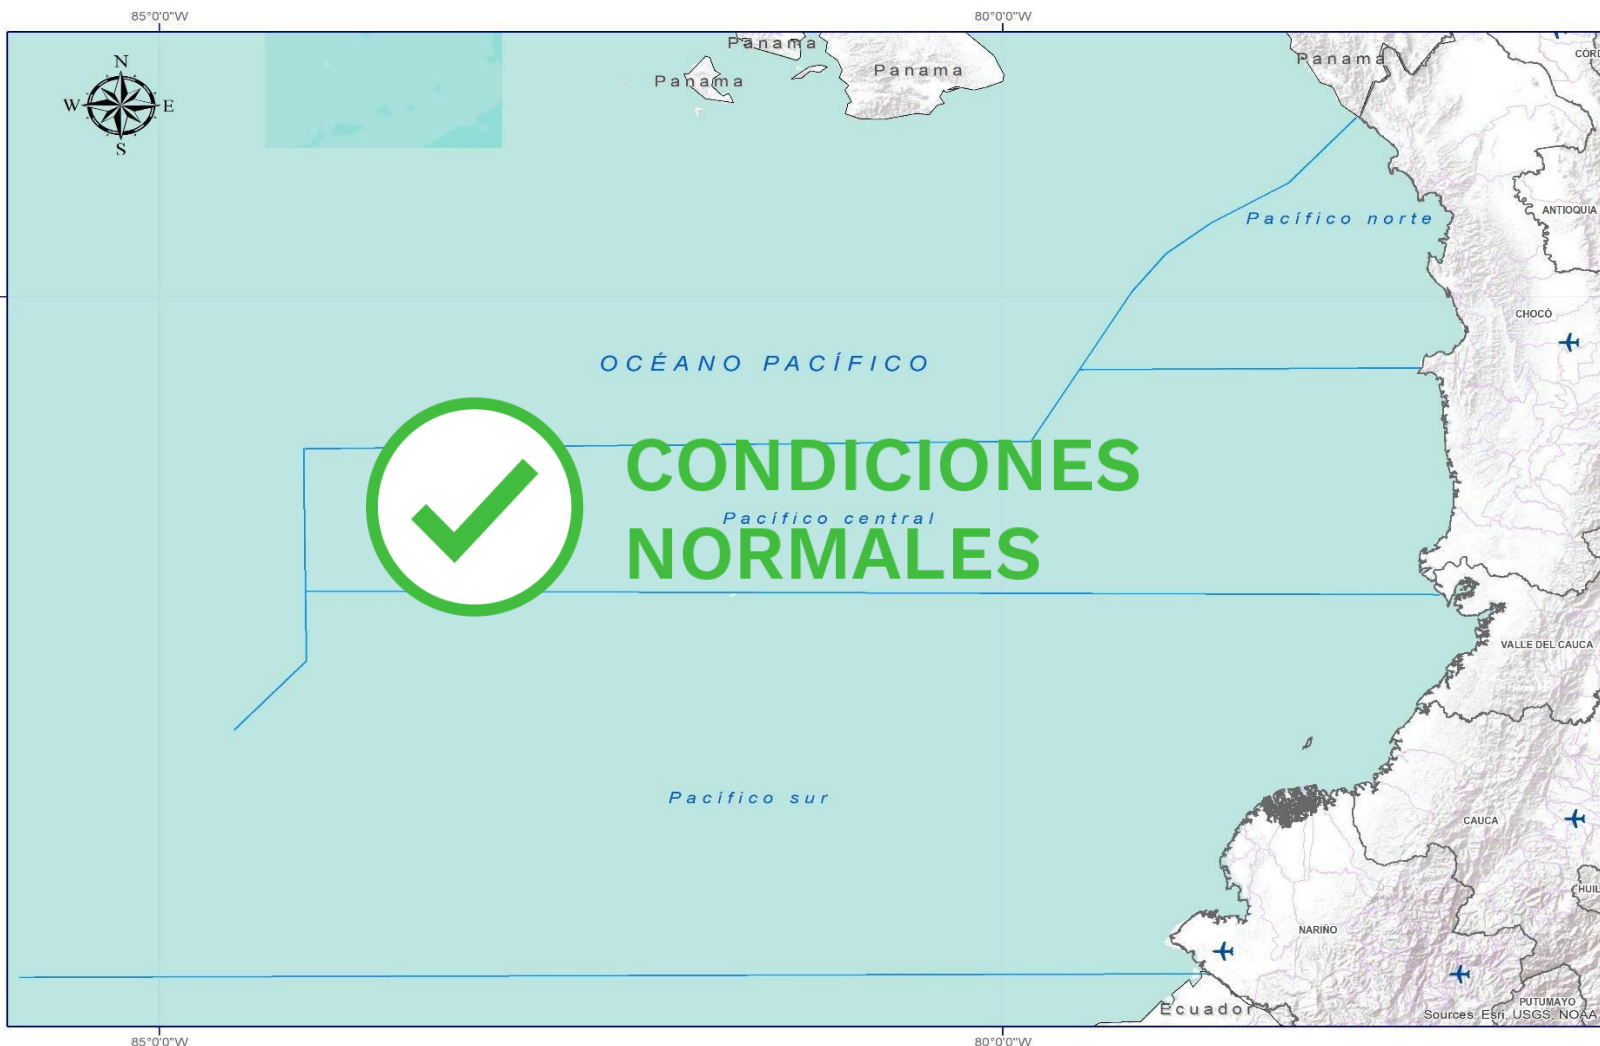 85°0'0"W
80°0'0"W
N
W
E
S
Panama
Panama
Panama
Panama
Pacífico norte
ANTIOQUIA
CHOCÓ
OCÉANO PACÍFICO
CONDICIONES
Pacífico central
NORMALES
VALLE DEL CAUCA
Pacífico sur
CAUCA
NARIÑO
PUTUMAYO
Ecuador
Sources: Esri, USGS, NOAA
85°0'0"W
80°0'0"W